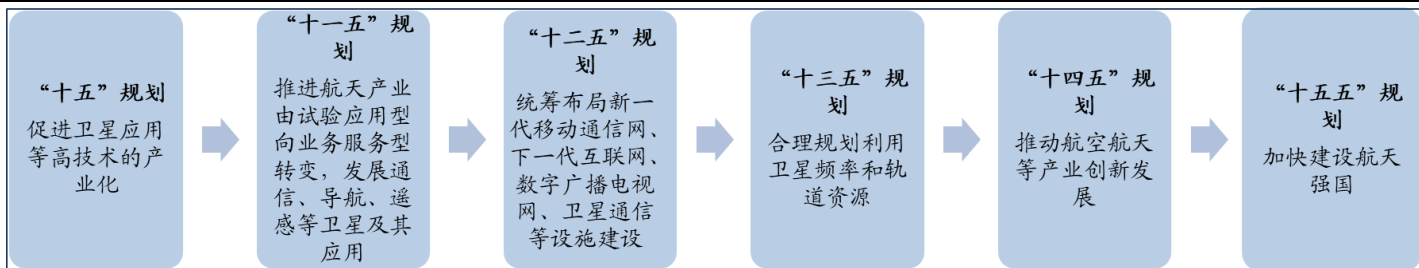 “十五”规划
促进卫星应用
等高技术的产
业化
“十一五”规
划
推进航天产业
由试验应用型
向业务服务型
转变，发展通
信、导航、遥
感等卫星及其
应用
“十二五”规
划
统筹布局新一
代移动通信网、
下一代互联网、
数字广播电视
网、卫星通信
等设施建设
“十三五”规
划
合理规划利用
卫星频率和轨
道资源
“十四五”规
划
推动航空航天
等产业创新发
展
“十五五”规
划
加快建设航天
强国